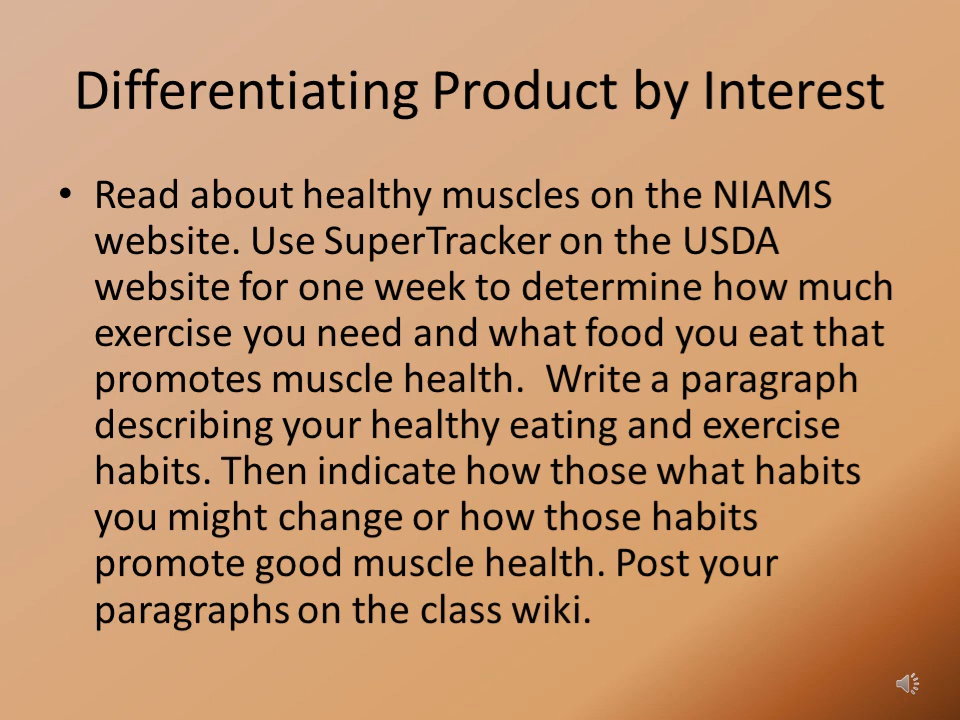 Differentiating Product by Interest
• Read about healthy muscles on the NIAMS
website. Use SuperTracker on the USDA
website for one week to determine how much
exercise you need and what food you eat that
promotes muscle health.  Write a paragraph
describing your healthy eating and exercise
habits. Then indicate how those what habits
you might change or how those habits
promote good muscle health. Post your
paragraphs on the class wiki.